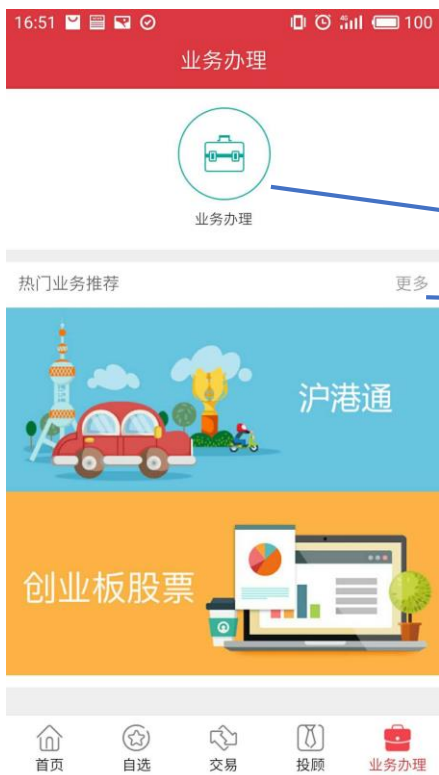 16:51 100
业务办理
业务办理
热门业务推荐 更多
沪港通
创业板股票
首页 自选 交易 投顾 业务办理